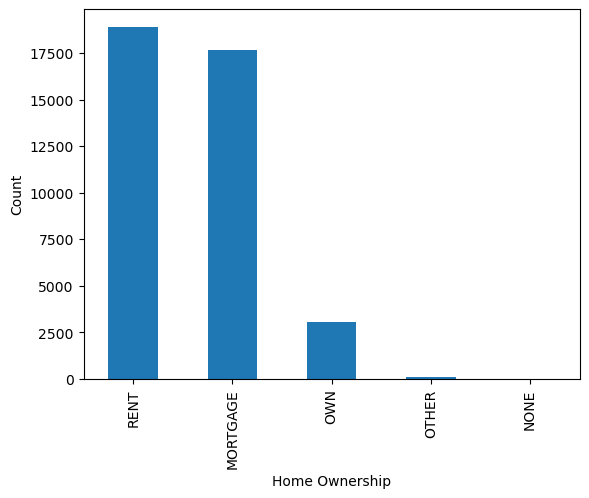 17500
15000
12500
10000
7500
5000
2500
0
Count
RENT
MORTGAGE
OWN
OTHER
NONE
Home Ownership